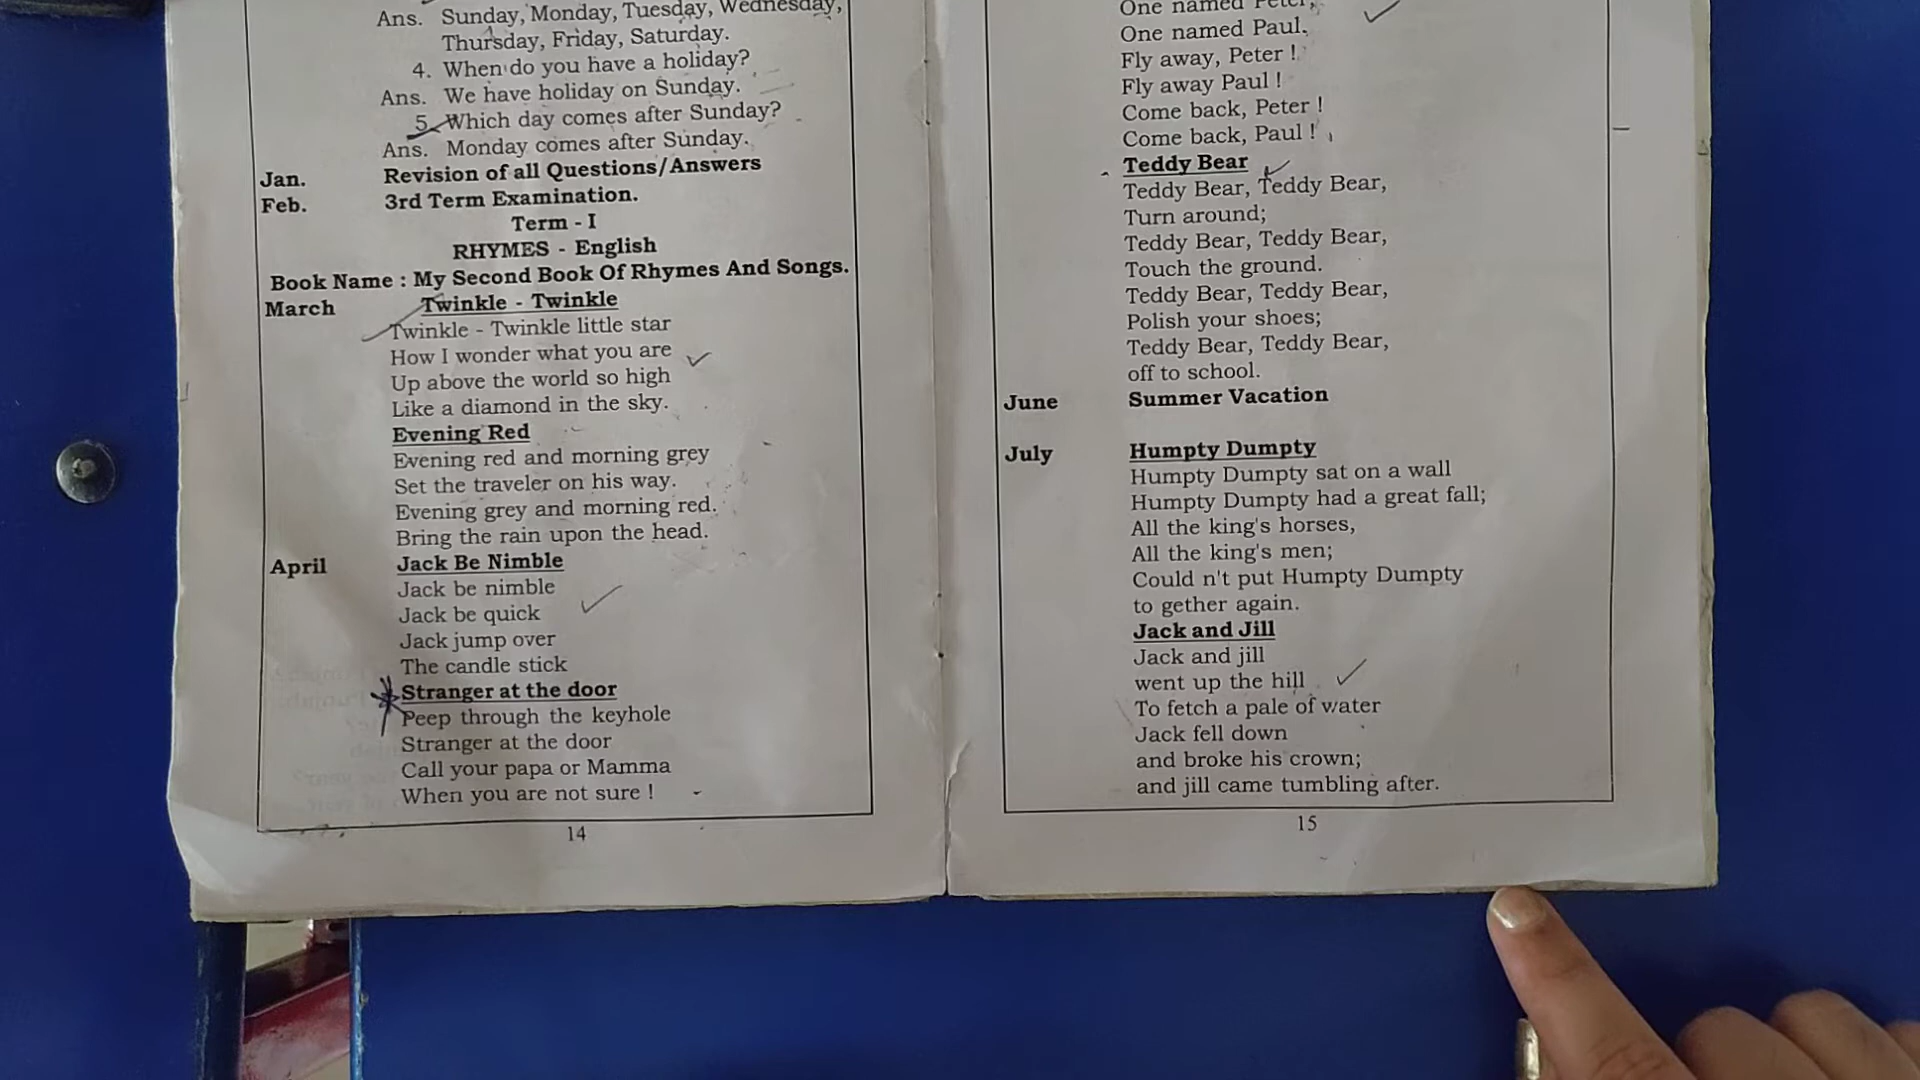 Ans. Sunday, Monday, Tuesday, Wednesday,
Thursday, Friday, Saturday.
4. When do you have a holiday?
Ans. We have holiday on Sunday.
5. Which day comes after Sunday?
Ans. Monday comes after Sunday.
Jan. Revision of all Questions/Answers
Feb. 3rd Term Examination.
Term - I
RHYMES - English
Book Name : My Second Book Of Rhymes And Songs.
March Twinkle - Twinkle
Twinkle - Twinkle little star
How I wonder what you are
Up above the world so high
Like a diamond in the sky.
Evening Red
Evening red and morning grey
Set the traveler on his way.
Evening grey and morning red.
Bring the rain upon the head.
April Jack Be Nimble
Jack be nimble
Jack be quick
Jack jump over
The candle stick
Stranger at the door
Peep through the keyhole
Stranger at the door
Call your papa or Mamma
When you are not sure !
14
One named Peter,
One named Paul.
Fly away, Peter !
Fly away Paul !
Come back, Peter !
Come back, Paul !
Teddy Bear
Teddy Bear, Teddy Bear,
Turn around;
Teddy Bear, Teddy Bear,
Touch the ground.
Teddy Bear, Teddy Bear,
Polish your shoes;
Teddy Bear, Teddy Bear,
off to school.
June Summer Vacation
July Humpty Dumpty
Humpty Dumpty sat on a wall
Humpty Dumpty had a great fall;
All the king's horses,
All the king's men;
Could n't put Humpty Dumpty
to gether again.
Jack and Jill
Jack and jill
went up the hill
To fetch a pale of water
Jack fell down
and broke his crown;
and jill came tumbling after.
15